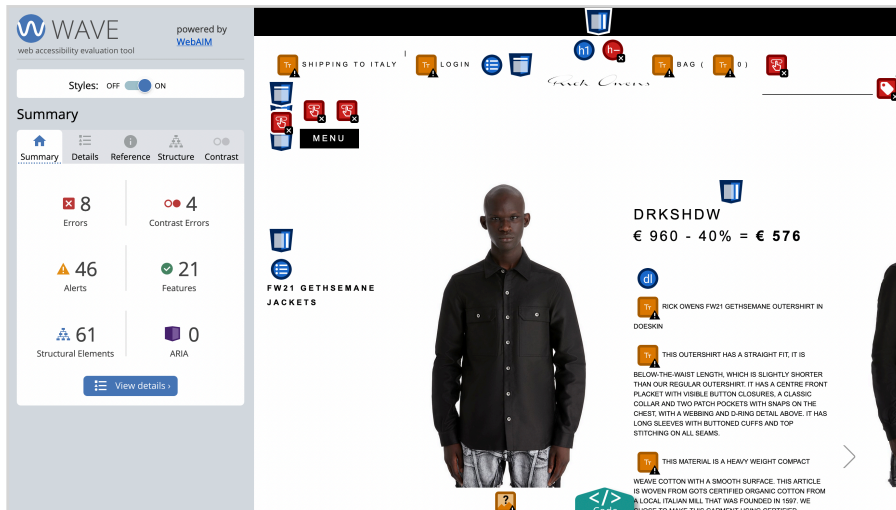 WAVE
web accessibility evaluation tool
powered by
WebAIM
Styles: OFF ON
Summary
Summary Details Reference Structure Contrast
8
Errors
4
Contrast Errors
46
Alerts
21
Features
61
Structural Elements
0
ARIA
View details ›
SHIPPING TO ITALY
LOGIN
h1
h-
BAG ( 0 )
Rick Owens
MENU
FW21 GETHSEMANE
JACKETS
DRKSHDW
€ 960 - 40% = € 576
dl
RICK OWENS FW21 GETHSEMANE OUTERSHIRT IN
DOESKIN
THIS OUTERSHIRT HAS A STRAIGHT FIT, IT IS
BELOW-THE-WAIST LENGTH, WHICH IS SLIGHTLY SHORTER
THAN OUR REGULAR OUTERSHIRT. IT HAS A CENTRE FRONT
PLACKET WITH VISIBLE BUTTON CLOSURES, A CLASSIC
COLLAR AND TWO PATCH POCKETS WITH SNAPS ON THE
CHEST, WITH A WEBBING AND D-RING DETAIL ABOVE. IT HAS
LONG SLEEVES WITH BUTTONED CUFFS AND TOP
STITCHING ON ALL SEAMS.
THIS MATERIAL IS A HEAVY WEIGHT COMPACT
WEAVE COTTON WITH A SMOOTH SURFACE. THIS ARTICLE
IS WOVEN FROM GOTS CERTIFIED ORGANIC COTTON FROM
A LOCAL ITALIAN MILL THAT WAS FOUNDED IN 1597. WE